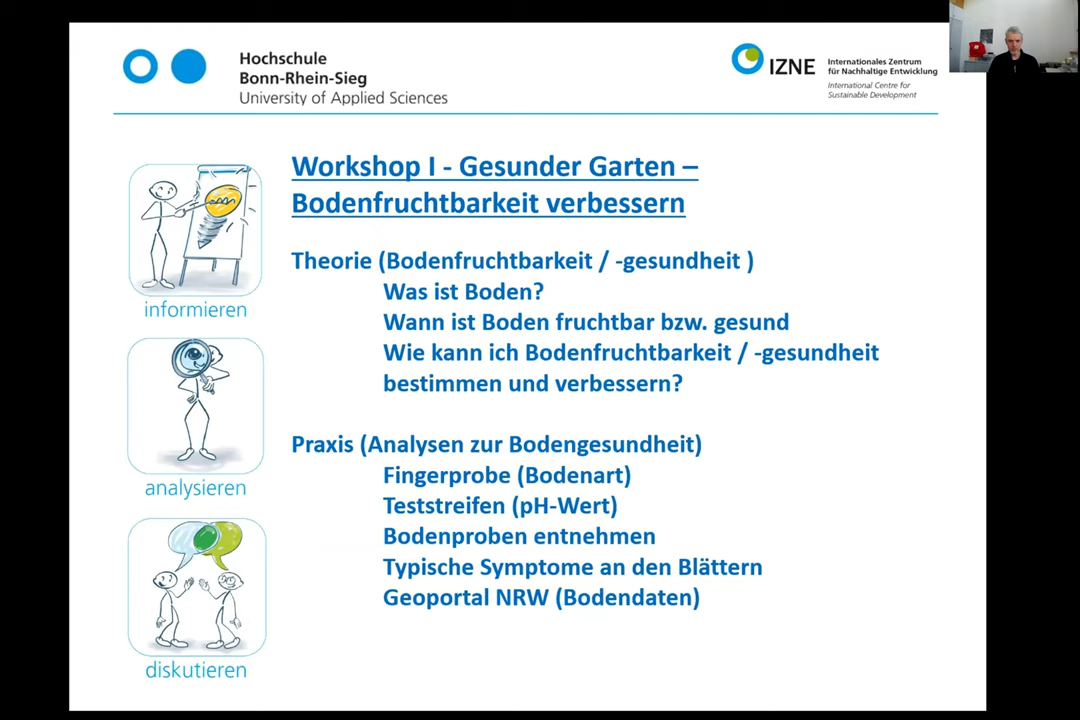 Hochschule
Bonn-Rhein-Sieg
University of Applied Sciences
IZNE
Internationales Zentrum
für Nachhaltige Entwicklung
International Centre for
Sustainable Development
Workshop I - Gesunder Garten –
Bodenfruchtbarkeit verbessern
Theorie (Bodenfruchtbarkeit / -gesundheit )
Was ist Boden?
Wann ist Boden fruchtbar bzw. gesund
Wie kann ich Bodenfruchtbarkeit / -gesundheit
bestimmen und verbessern?
Praxis (Analysen zur Bodengesundheit)
Fingerprobe (Bodenart)
Teststreifen (pH-Wert)
Bodenproben entnehmen
Typische Symptome an den Blättern
Geoportal NRW (Bodendaten)
informieren
analysieren
diskutieren